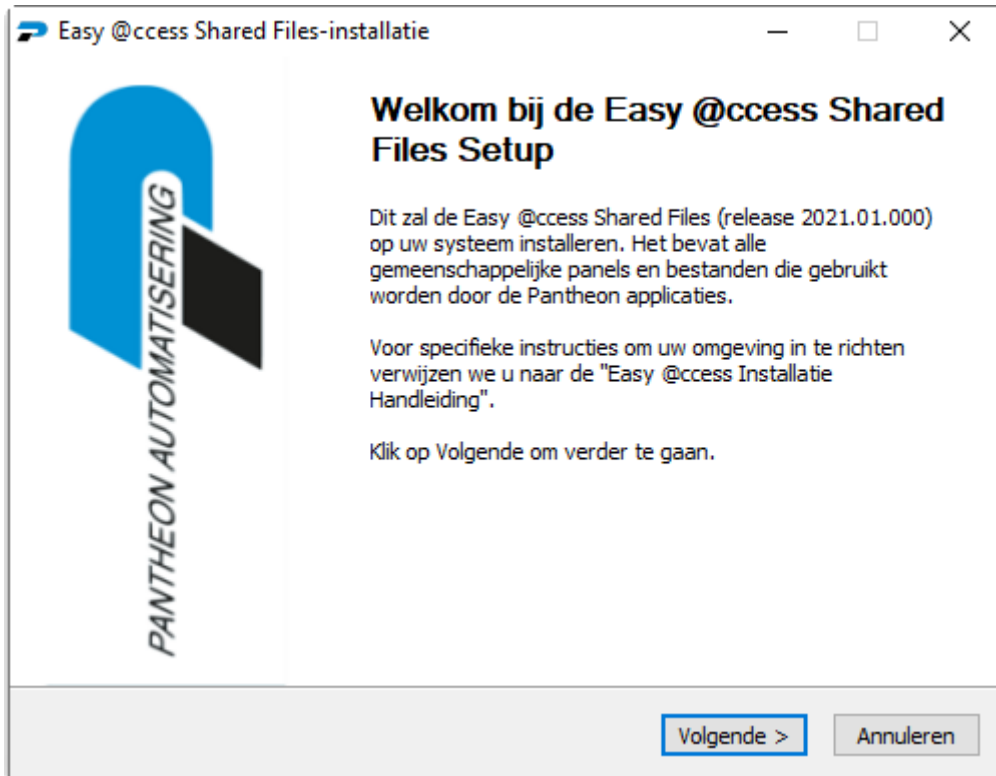 Easy @ccess Shared Files-installatie
PANTHEON AUTOMATISERING
Welkom bij de Easy @ccess Shared
Files Setup
Dit zal de Easy @ccess Shared Files (release 2021.01.000)
op uw systeem installeren. Het bevat alle
gemeenschappelijke panels en bestanden die gebruikt
worden door de Pantheon applicaties.
Voor specifieke instructies om uw omgeving in te richten
verwijzen we u naar de "Easy @ccess Installatie
Handleiding".
Klik op Volgende om verder te gaan.
Volgende >
Annuleren